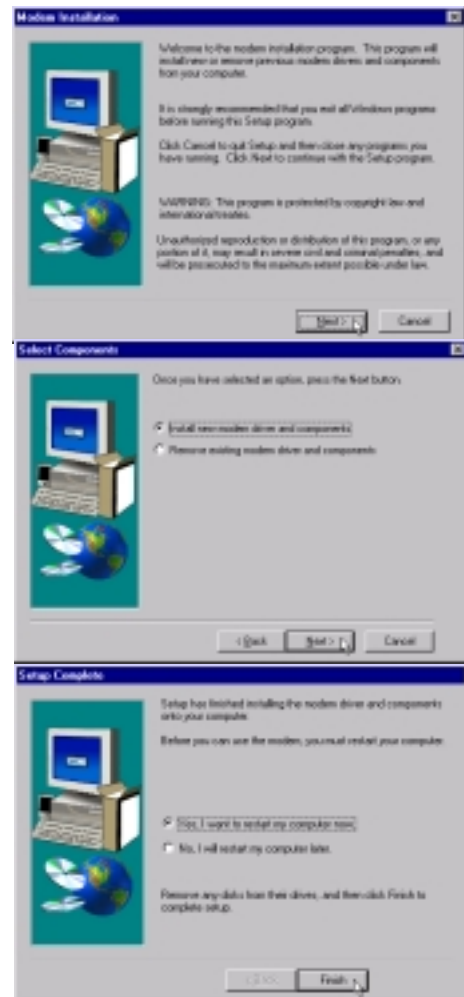 Modem Installation
Welcome to the modem installation program. This program will
install new or remove previous modem drivers and components
from your computer.
It is strongly recommended that you exit all Windows programs
before running this Setup program.
Click Cancel to quit Setup and then close any programs you
have running. Click Next to continue with the Setup program.
WARNING: This program is protected by copyright law and
international treaties.
Unauthorized reproduction or distribution of this program, or any
portion of it, may result in severe civil and criminal penalties, and
will be prosecuted to the maximum extent possible under law.
Next >
Cancel
Select Components
Once you have selected an option, press the Next button.
Install new modem driver and components
Remove existing modem driver and components
< Back
Next >
Cancel
Setup Complete
Setup has finished installing the modem driver and components
onto your computer.
Before you can use the modem, you must restart your computer.
Yes, I want to restart my computer now.
No, I will restart my computer later.
Remove any disks from their drives, and then click Finish to
complete setup.
< Back
Finish